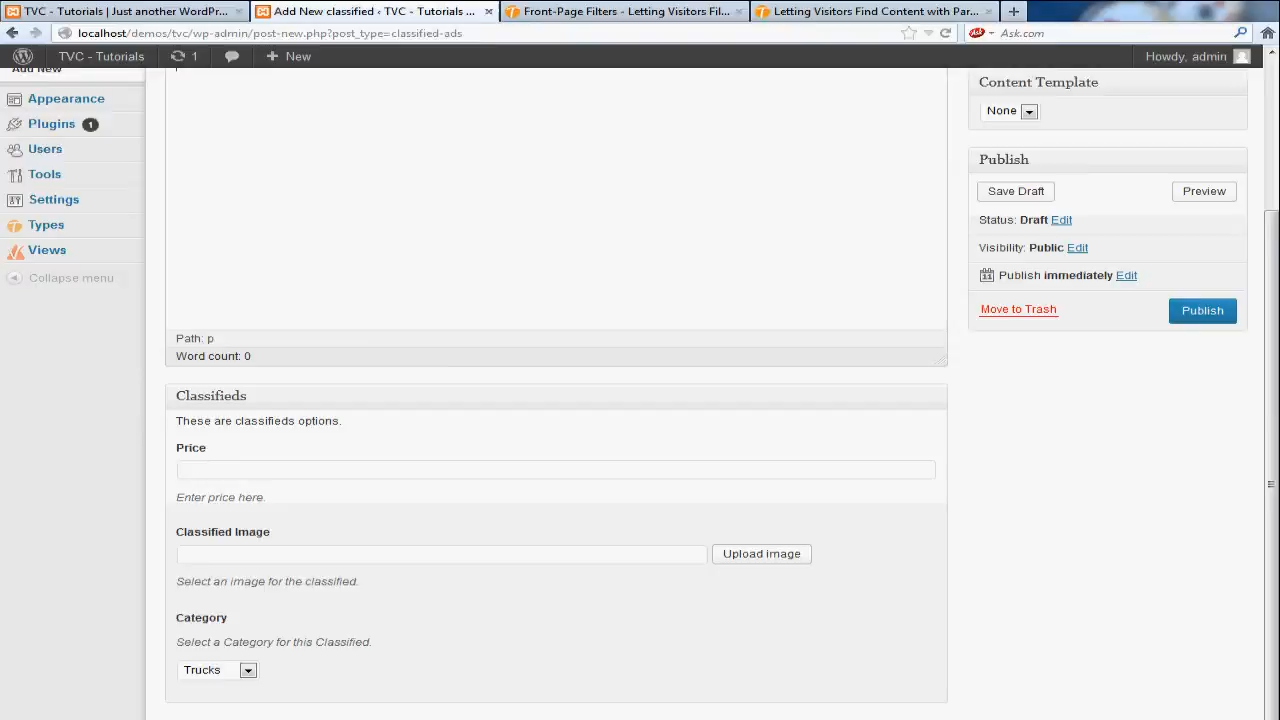 TVC - Tutorials | Just another WordPR...
Add New classified ‹ TVC - Tutorials ...
Front-Page Filters - Letting Visitors Fil...
Letting Visitors Find Content with Par...
localhost/demos/tvc/wp-admin/post-new.php?post_type=classified-ads
Ask.com
TVC - Tutorials
1
New
Howdy, admin
Add New
Appearance
Plugins 1
Users
Tools
Settings
Types
Views
Collapse menu
Path: p
Word count: 0
Classifieds
These are classifieds options.
Price
Enter price here.
Classified Image
Upload image
Select an image for the classified.
Category
Select a Category for this Classified.
Trucks
Content Template
None
Publish
Save Draft
Preview
Status: Draft Edit
Visibility: Public Edit
Publish immediately Edit
Move to Trash
Publish